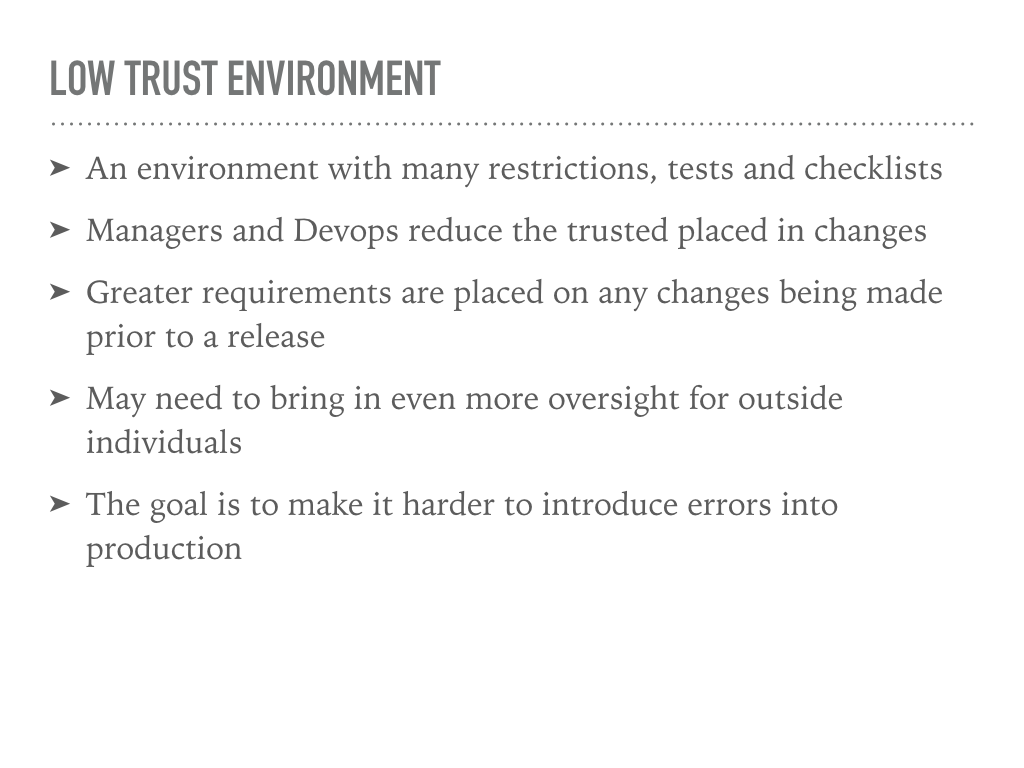 LOW TRUST ENVIRONMENT
➤ An environment with many restrictions, tests and checklists
➤ Managers and Devops reduce the trusted placed in changes
➤ Greater requirements are placed on any changes being made
prior to a release
➤ May need to bring in even more oversight for outside
individuals
➤ The goal is to make it harder to introduce errors into
production